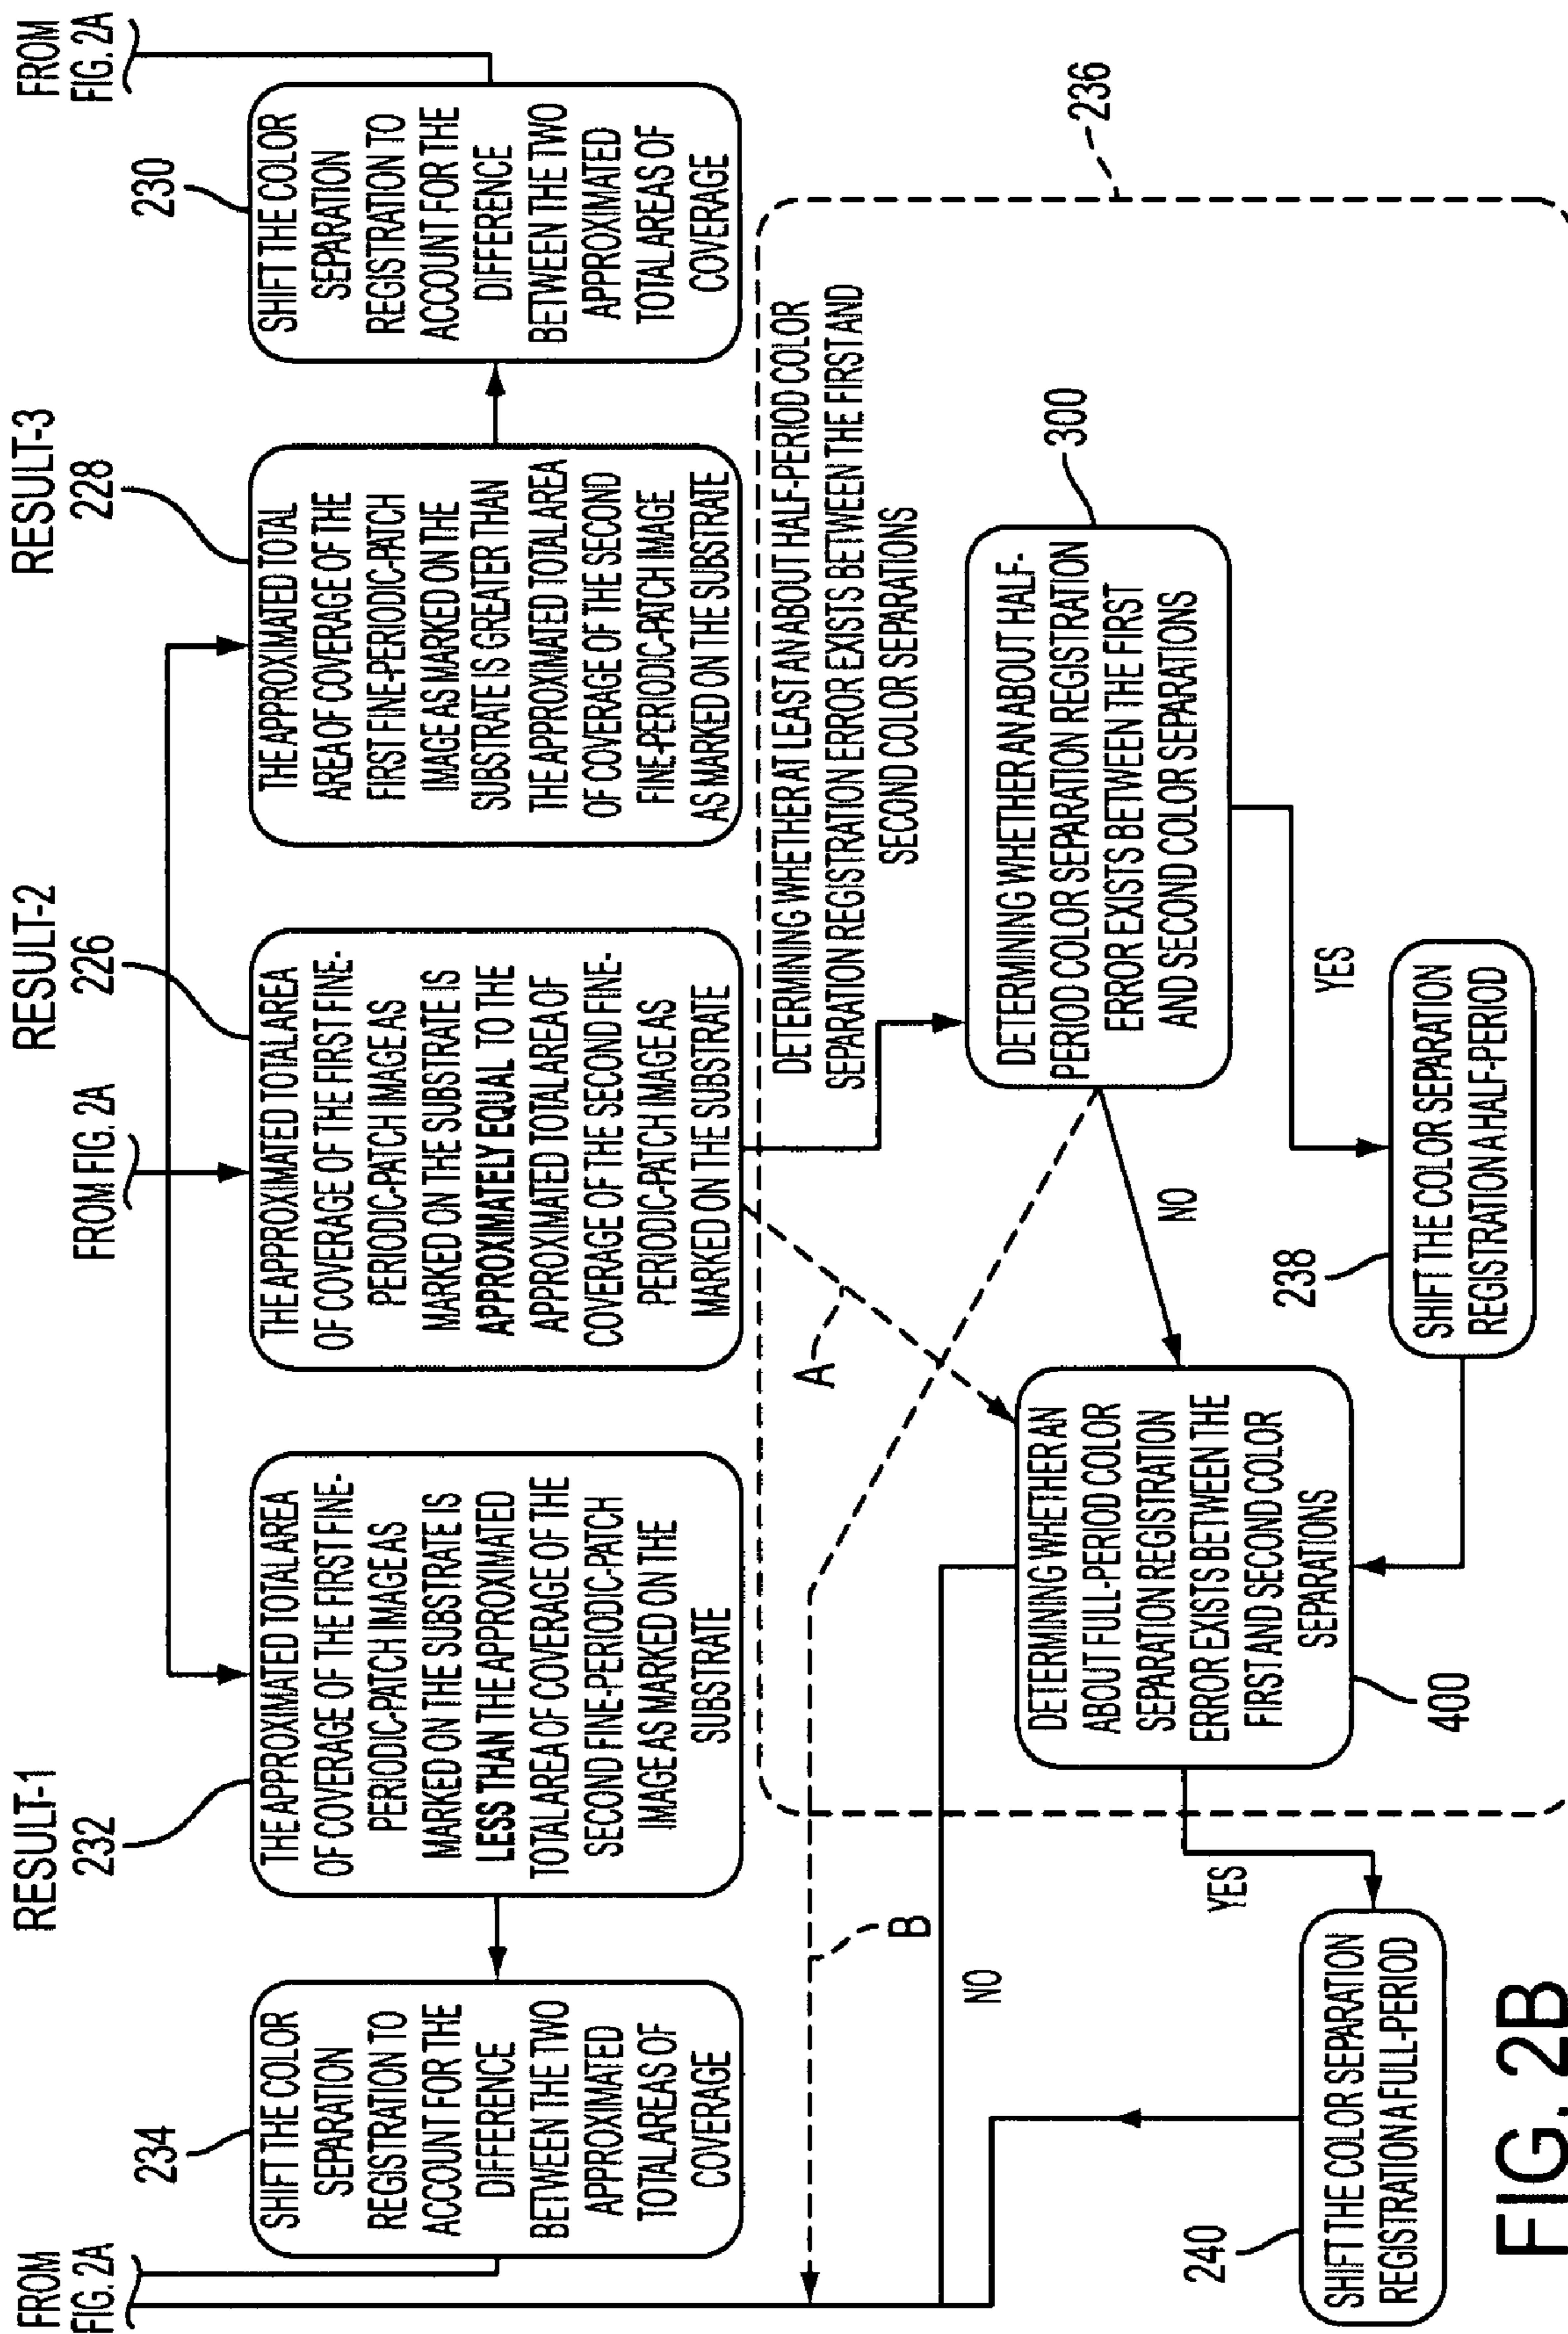 FROM
FIG. 2A
FROM FIG. 2A
FROM
FIG. 2A
RESULT-1
232
RESULT-2
226
RESULT-3
228
234
SHIFT THE COLOR
SEPARATION
REGISTRATION TO
ACCOUNT FOR THE
DIFFERENCE
BETWEEN THE TWO
APPROXIMATED
TOTAL AREAS OF
COVERAGE
THE APPROXIMATED TOTAL AREA
OF COVERAGE OF THE FIRST FINE-
PERIODIC-PATCH IMAGE AS
MARKED ON THE SUBSTRATE IS
LESS THAN THE APPROXIMATED
TOTAL AREA OF COVERAGE OF THE
SECOND FINE-PERIODIC-PATCH
IMAGE AS MARKED ON THE
SUBSTRATE
THE APPROXIMATED TOTAL AREA
OF COVERAGE OF THE FIRST FINE-
PERIODIC-PATCH IMAGE AS
MARKED ON THE SUBSTRATE IS
APPROXIMATELY EQUAL TO THE
APPROXIMATED TOTAL AREA OF
COVERAGE OF THE SECOND FINE-
PERIODIC-PATCH IMAGE AS
MARKED ON THE SUBSTRATE
THE APPROXIMATED TOTAL
AREA OF COVERAGE OF THE
FIRST FINE-PERIODIC-PATCH
IMAGE AS MARKED ON THE
SUBSTRATE IS GREATER THAN
THE APPROXIMATED TOTAL AREA
OF COVERAGE OF THE SECOND
FINE-PERIODIC-PATCH IMAGE
AS MARKED ON THE SUBSTRATE
230
SHIFT THE COLOR
SEPARATION
REGISTRATION TO
ACCOUNT FOR THE
DIFFERENCE
BETWEEN THE TWO
APPROXIMATED
TOTAL AREAS OF
COVERAGE
DETERMINING WHETHER AT LEAST AN ABOUT HALF-PERIOD COLOR
SEPARATION REGISTRATION ERROR EXISTS BETWEEN THE FIRST AND
SECOND COLOR SEPARATIONS
236
A
B
DETERMINING WHETHER AN ABOUT HALF-
PERIOD COLOR SEPARATION REGISTRATION
ERROR EXISTS BETWEEN THE FIRST
AND SECOND COLOR SEPARATIONS
300
NO
YES
DETERMINING WHETHER AN
ABOUT FULL-PERIOD COLOR
SEPARATION REGISTRATION
ERROR EXISTS BETWEEN THE
FIRST AND SECOND COLOR
SEPARATIONS
400
NO
YES
238
SHIFT THE COLOR SEPARATION
REGISTRATION A HALF-PERIOD
240
SHIFT THE COLOR SEPARATION
REGISTRATION A FULL-PERIOD
FIG. 2B